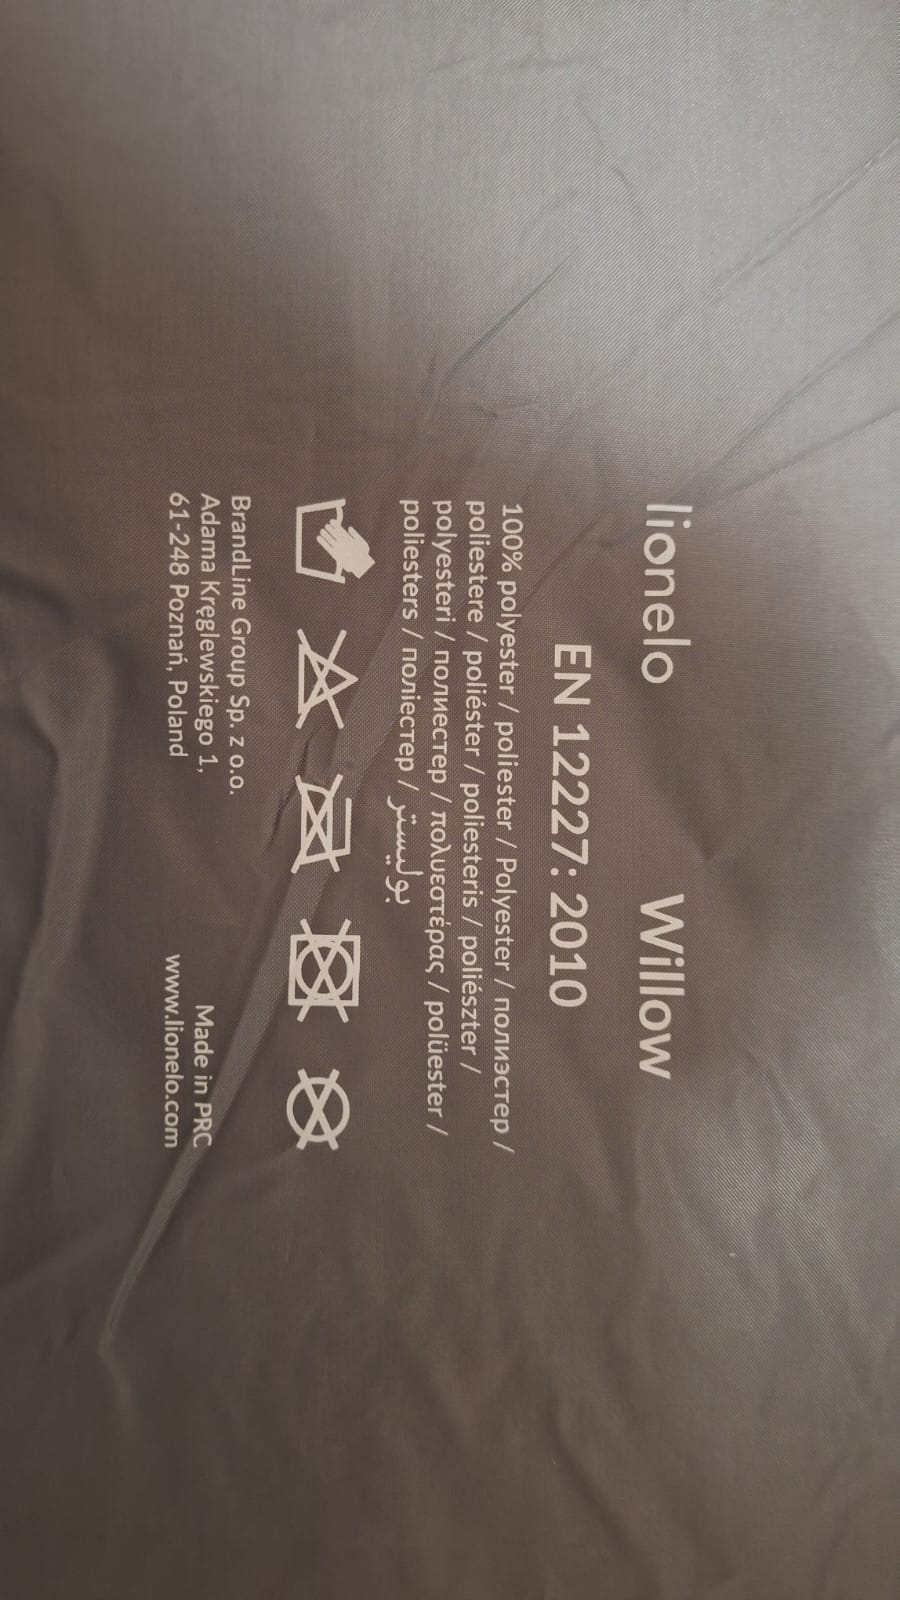 lionelo Willow
EN 12227: 2010
100% polyester / poliester / Polyester / полиэстер /
poliestere / poliéster / poliesteris / poliészter /
polyesteri / полиестер / πολυεστέρας / polüester /
poliesters / поліестер / بوليستر
BrandLine Group Sp. z o.o.
Adama Kręglewskiego 1,
61-248 Poznań, Poland
Made in PRC
www.lionelo.com